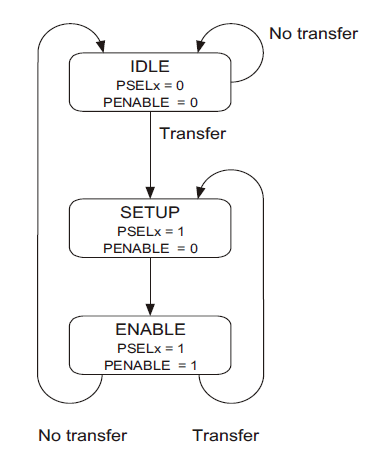 No transfer
IDLE
PSELx = 0
PENABLE = 0
Transfer
SETUP
PSELx = 1
PENABLE = 0
ENABLE
PSELx = 1
PENABLE = 1
No transfer
Transfer